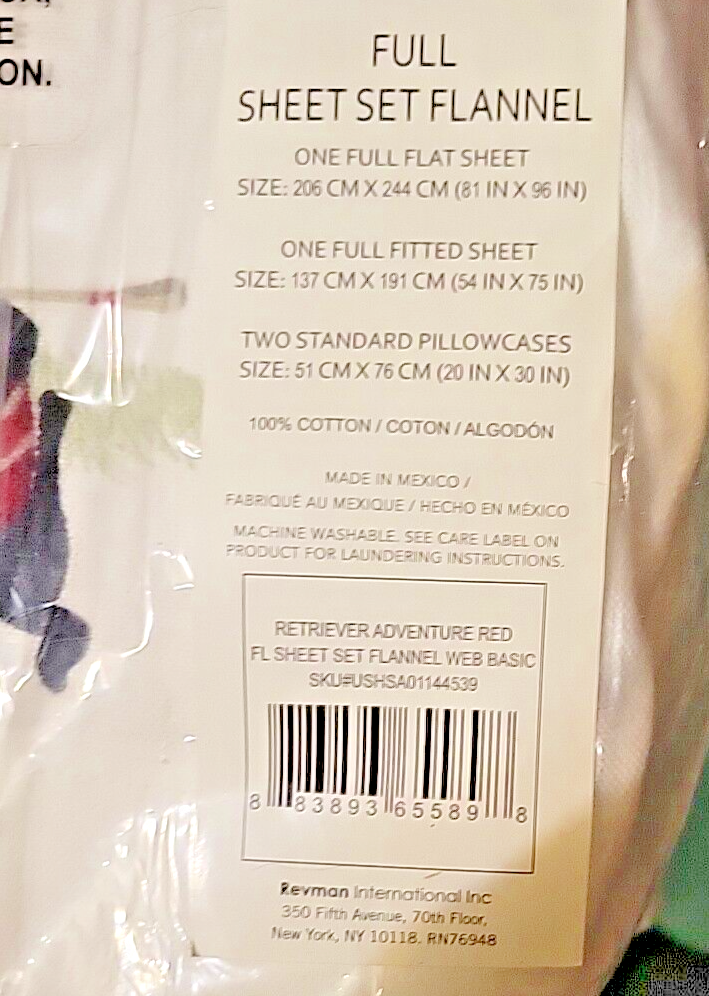 E
ON.
FULL
SHEET SET FLANNEL
ONE FULL FLAT SHEET
SIZE: 206 CM X 244 CM (81 IN X 96 IN)
ONE FULL FITTED SHEET
SIZE: 137 CM X 191 CM (54 IN X 75 IN)
TWO STANDARD PILLOWCASES
SIZE: 51 CM X 76 CM (20 IN X 30 IN)
100% COTTON / COTON / ALGODÓN
MADE IN MEXICO /
FABRIQUÉ AU MEXIQUE / HECHO EN MÉXICO
MACHINE WASHABLE. SEE CARE LABEL ON
PRODUCT FOR LAUNDERING INSTRUCTIONS.
RETRIEVER ADVENTURE RED
FL SHEET SET FLANNEL WEB BASIC
SKU#USHSA01144539
8 83893 65589 8
Revman International Inc
350 Fifth Avenue, 70th Floor,
New York, NY 10118. RN76948